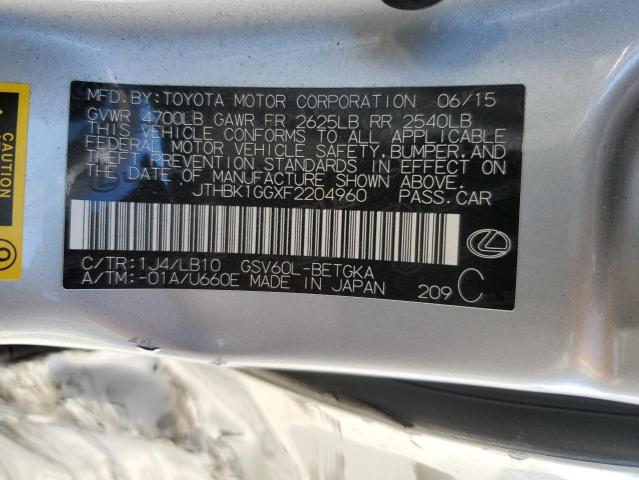 MFD. BY:TOYOTA MOTOR CORPORATION 06/15
GVWR 4700LB GAWR FR 2625LB RR 2540LB
THIS VEHICLE CONFORMS TO ALL APPLICABLE
FEDERAL MOTOR VEHICLE SAFETY, BUMPER, AND
THEFT PREVENTION STANDARDS IN EFFECT ON
THE DATE OF MANUFACTURE SHOWN ABOVE.
JTHBK1GGXF2204960 PASS.CAR
C/TR:1J4/LB10 GSV60L-BETGKA
A/TM:-01A/U660E MADE IN JAPAN
209 C
CAUTION